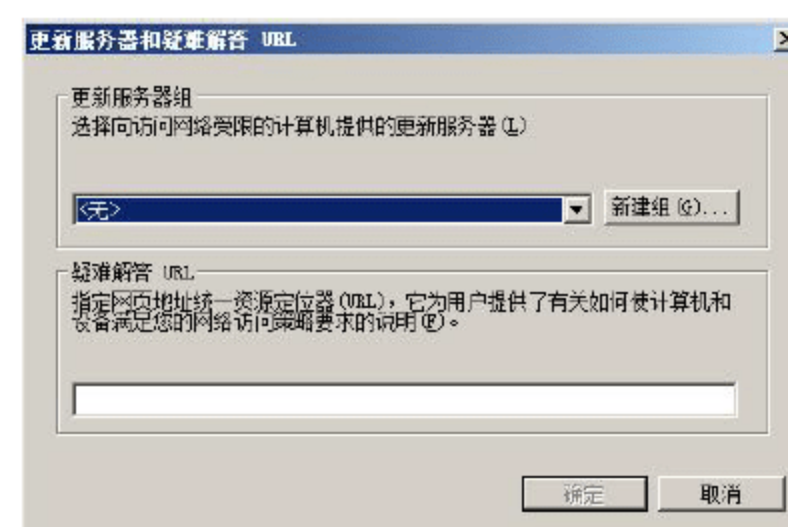 更新服务器和疑难解答 URL
更新服务器组
选择向访问网络受限的计算机提供的更新服务器(L)
<无>
新建组(G)...
疑难解答 URL
指定网页地址统一资源定位器(URL)，它为用户提供了有关如何使计算机和
设备满足您的网络访问策略要求的说明(F)。
确定
取消